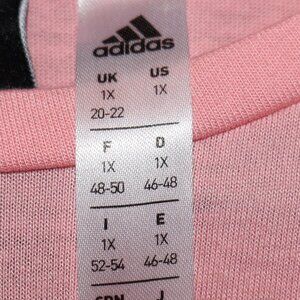 adidas
UK US
1X 1X
20-22
F D
1X 1X
48-50 46-48
I E
1X 1X
52-54 46-48
CDN J